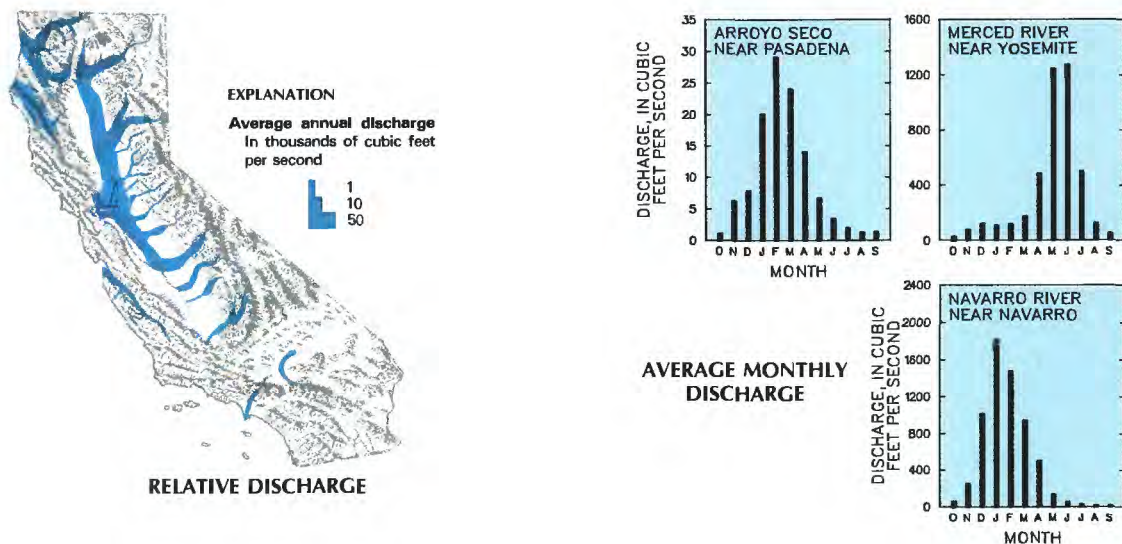 EXPLANATION
Average annual discharge
In thousands of cubic feet
per second
1
10
50
RELATIVE DISCHARGE
ARROYO SECO
NEAR PASADENA
DISCHARGE, IN CUBIC
FEET PER SECOND
35
30
25
20
15
10
5
0
O N D J F M A M J J A S
MONTH
MERCED RIVER
NEAR YOSEMITE
1600
1200
800
400
0
O N D J F M A M J J A S
AVERAGE MONTHLY
DISCHARGE
NAVARRO RIVER
NEAR NAVARRO
DISCHARGE, IN CUBIC
FEET PER SECOND
2400
2000
1600
1200
800
400
0
O N D J F M A M J J A S
MONTH